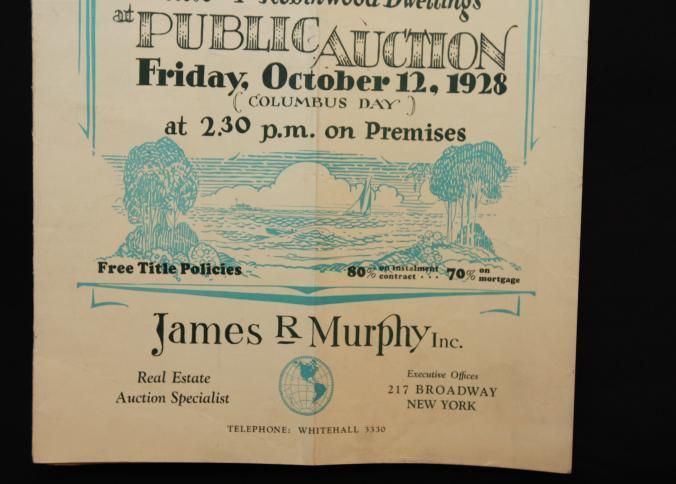 Robinwood Dwellings
at PUBLIC AUCTION
Friday, October 12, 1928
(COLUMBUS DAY)
at 2.30 p.m. on Premises
Free Title Policies
80% on instalment contract ... 70% on mortgage
James R Murphy Inc.
Real Estate
Auction Specialist
Executive Offices
217 BROADWAY
NEW YORK
TELEPHONE: WHITEHALL 3330